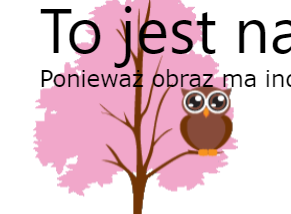 To jest na
Ponieważ obraz ma ind